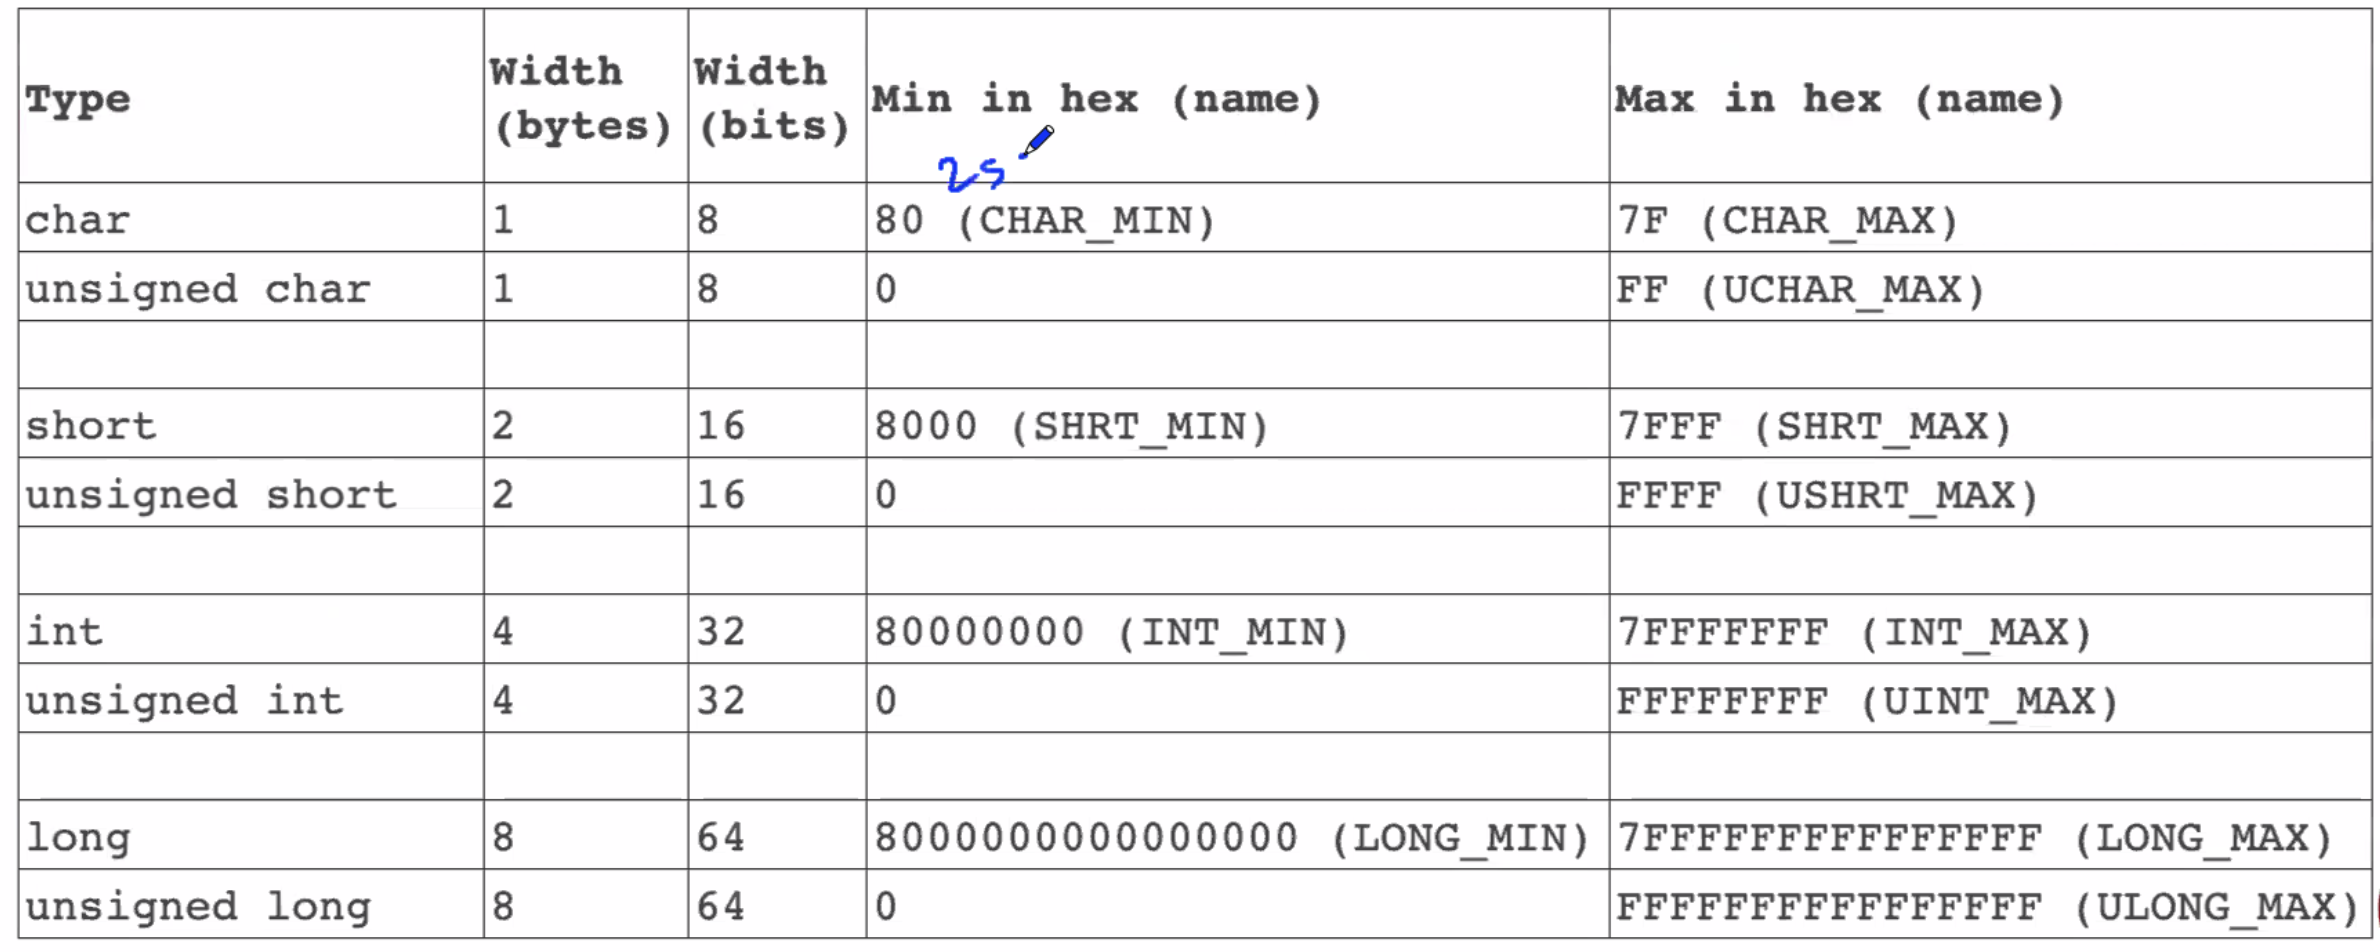 Type Width (bytes) Width (bits) Min in hex (name) Max in hex (name)
2s
char 1 8 80 (CHAR_MIN) 7F (CHAR_MAX)
unsigned char 1 8 0 FF (UCHAR_MAX)
short 2 16 8000 (SHRT_MIN) 7FFF (SHRT_MAX)
unsigned short 2 16 0 FFFF (USHRT_MAX)
int 4 32 80000000 (INT_MIN) 7FFFFFFF (INT_MAX)
unsigned int 4 32 0 FFFFFFFF (UINT_MAX)
long 8 64 8000000000000000 (LONG_MIN) 7FFFFFFFFFFFFFFF (LONG_MAX)
unsigned long 8 64 0 FFFFFFFFFFFFFFFF (ULONG_MAX)